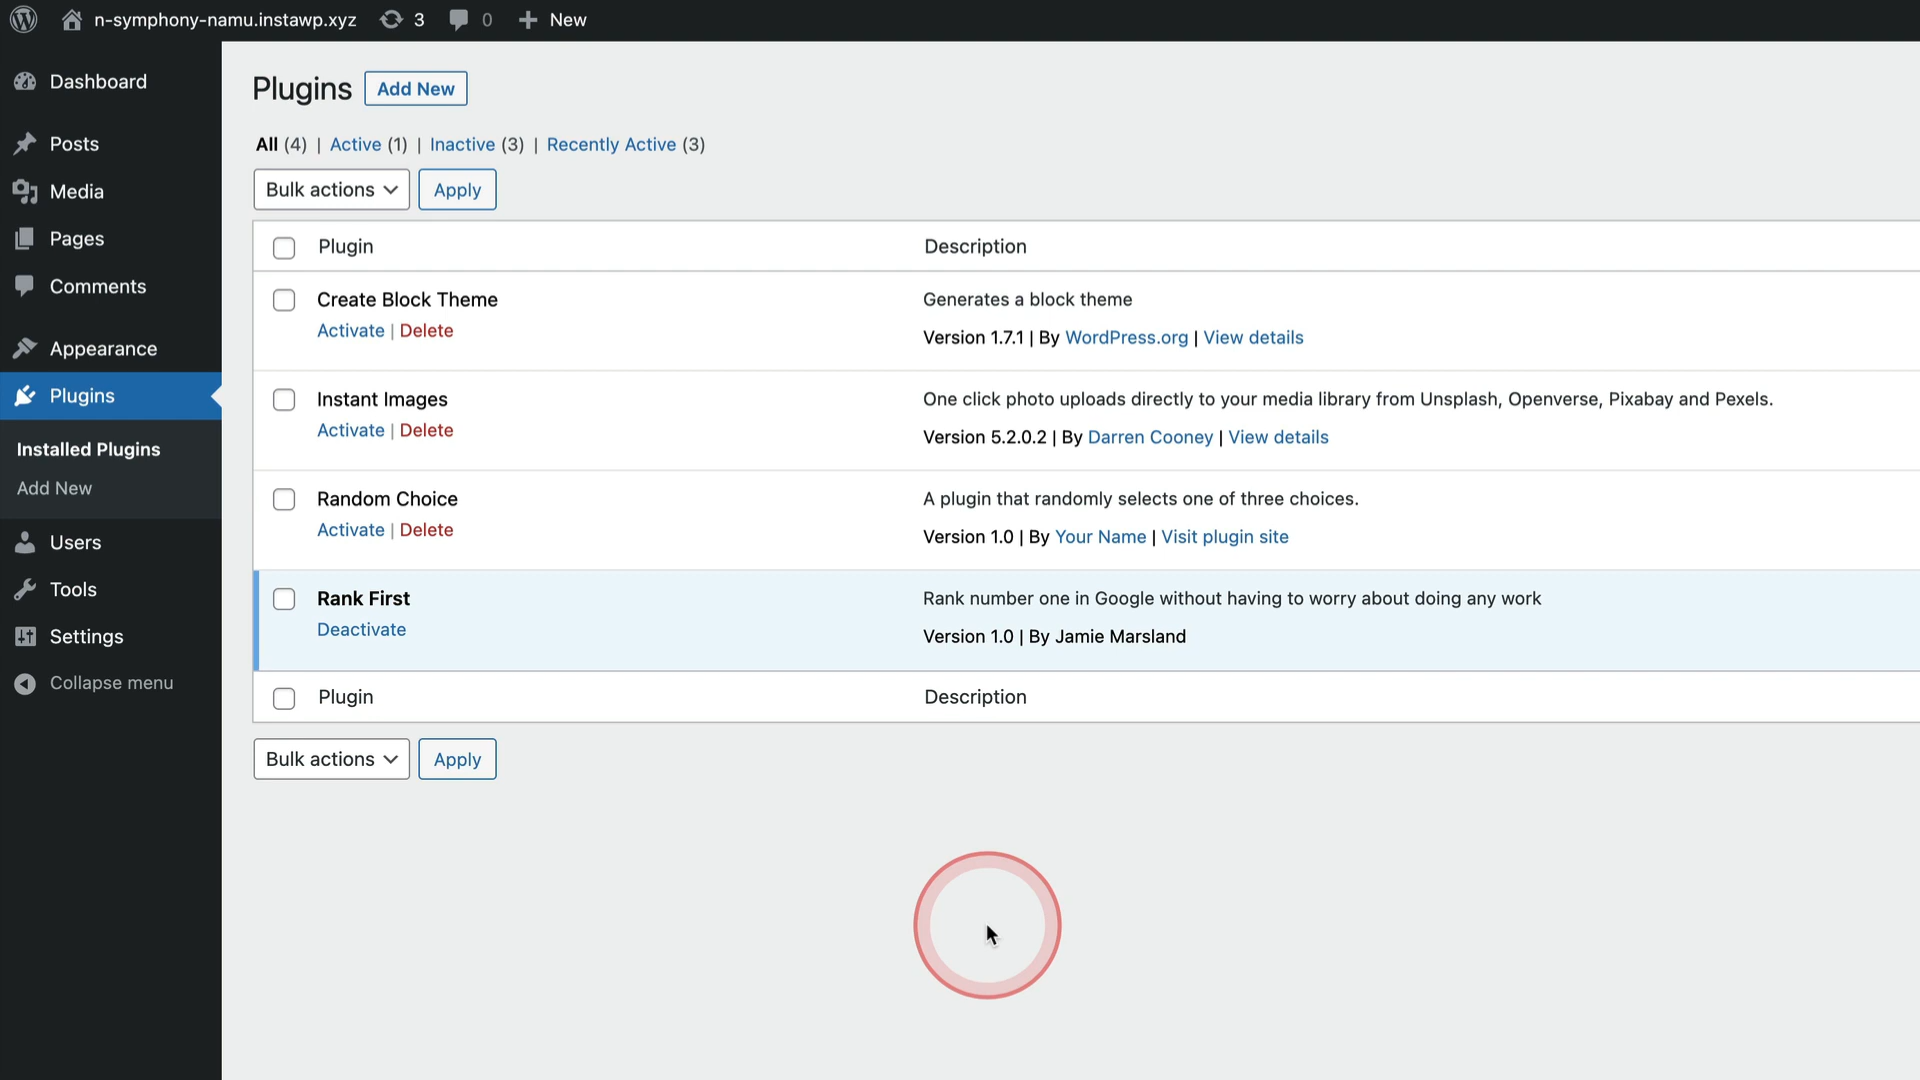 n-symphony-namu.instawp.xyz 3 0 New
Dashboard
Posts
Media
Pages
Comments
Appearance
Plugins
Installed Plugins
Add New
Users
Tools
Settings
Collapse menu
Plugins Add New
All (4) | Active (1) | Inactive (3) | Recently Active (3)
Bulk actions Apply
Plugin Description
Create Block Theme Generates a block theme
Activate | Delete
Version 1.7.1 | By WordPress.org | View details
Instant Images One click photo uploads directly to your media library from Unsplash, Openverse, Pixabay and Pexels.
Activate | Delete
Version 5.2.0.2 | By Darren Cooney | View details
Random Choice A plugin that randomly selects one of three choices.
Activate | Delete
Version 1.0 | By Your Name | Visit plugin site
Rank First Rank number one in Google without having to worry about doing any work
Deactivate
Version 1.0 | By Jamie Marsland
Plugin Description
Bulk actions Apply